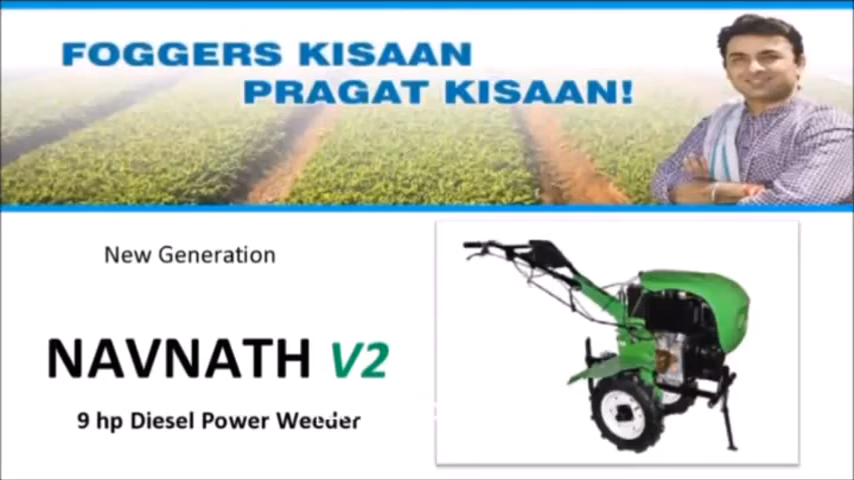 FOGGERS KISAAN
PRAGAT KISAAN!
New Generation
NAVNATH V2
9 hp Diesel Power Weeder